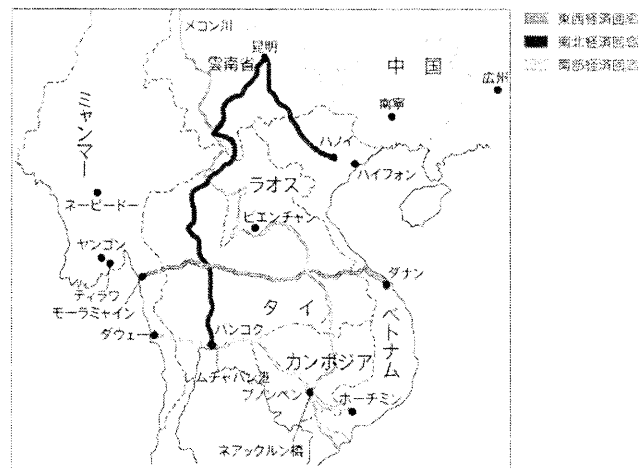 メコン川
東西経済回廊
南北経済回廊
南部経済回廊
昆明
雲南省
中国
広州
南寧
ミャンマー
ハノイ
ハイフォン
ラオス
ネーピードー
ビエンチャン
ヤンゴン
ティラワ
モーラミャイン
ダナン
タイ
ベトナム
ダウェー
バンコク
カンボジア
レムチャバン港
プノンペン
ホーチミン
ネアックルン橋